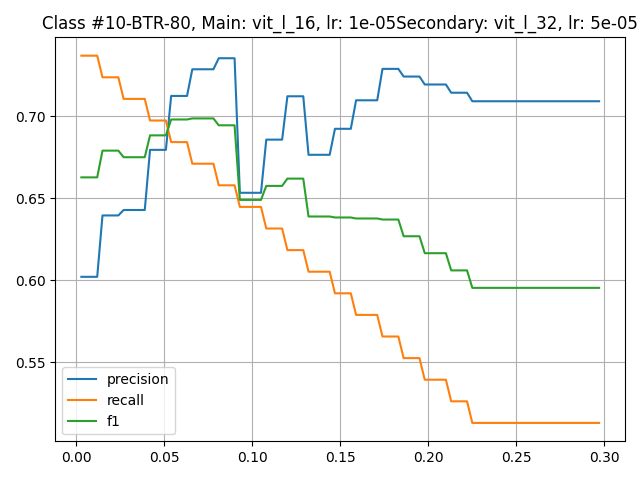 Class #10-BTR-80, Main: vit_l_16, lr: 1e-05Secondary: vit_l_32, lr: 5e-05
0.70
0.65
0.60
0.55
precision
recall
f1
0.00 0.05 0.10 0.15 0.20 0.25 0.30